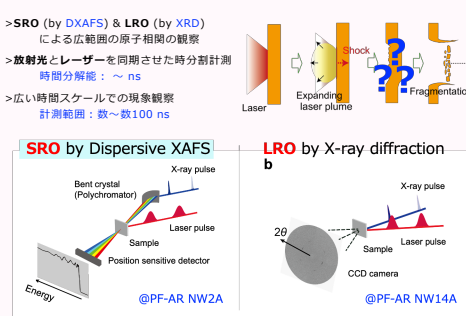 >SRO (by DXAFS) & LRO (by XRD)
による広範囲の原子相関の観察
>放射光とレーザーを同期させた時分割計測
時間分解能： ～ ns
>広い時間スケールでの現象観察
計測範囲：数～数100 ns
Shock
???
Expanding
laser plume
Laser
Fragmentation
SRO by Dispersive XAFS
X-ray pulse
Bent crystal
(Polychromator)
Laser pulse
Sample
Position sensitive detector
Energy
@PF-AR NW2A
LRO by X-ray diffraction
b
X-ray pulse
2θ
Laser pulse
Sample
CCD camera
@PF-AR NW14A